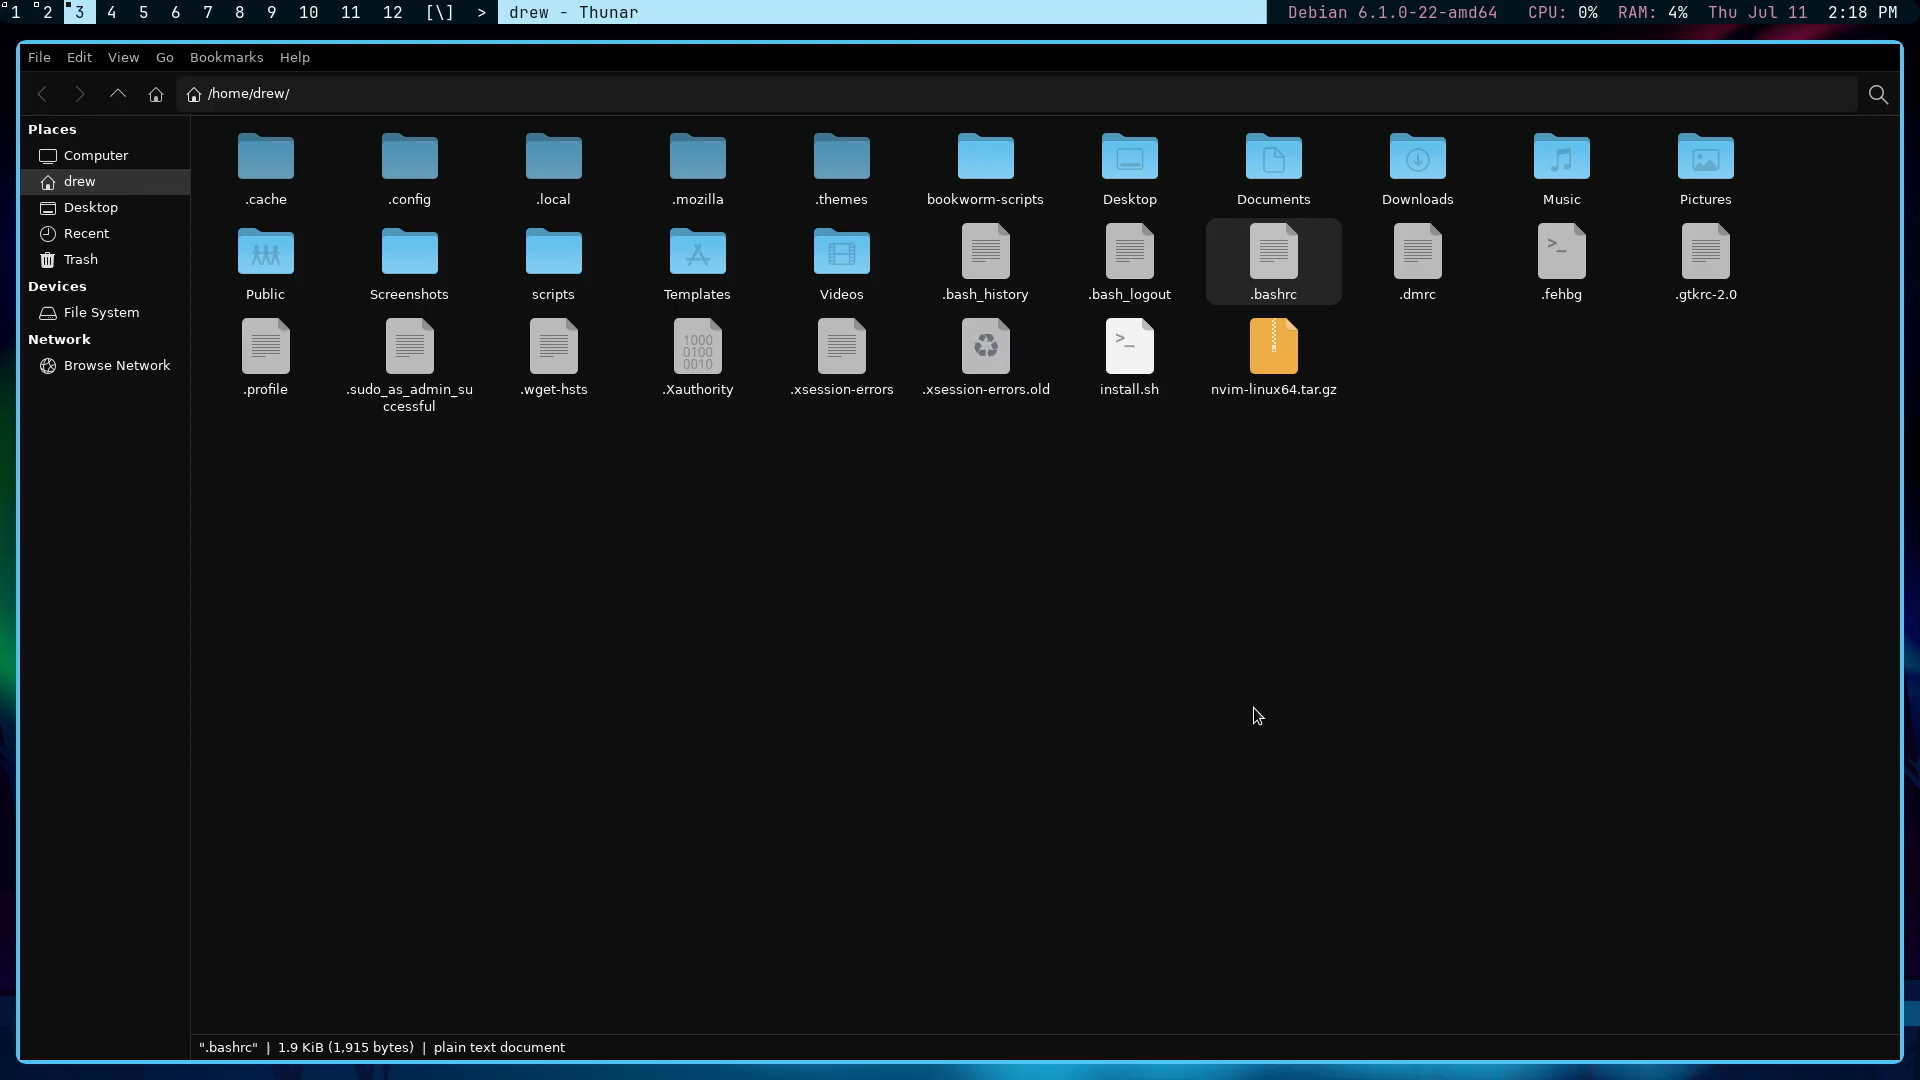 1 2 3 4 5 6 7 8 9 10 11 12 [\] > drew - Thunar Debian 6.1.0-22-amd64 CPU: 0% RAM: 4% Thu Jul 11 2:18 PM
File Edit View Go Bookmarks Help
/home/drew/
Places
Computer
drew
Desktop
Recent
Trash
Devices
File System
Network
Browse Network
.cache .config .local .mozilla .themes bookworm-scripts Desktop Documents Downloads Music Pictures
Public Screenshots scripts Templates Videos .bash_history .bash_logout .bashrc .dmrc .fehbg .gtkrc-2.0
1000
0100
0010
.profile .sudo_as_admin_su .wget-hsts .Xauthority .xsession-errors .xsession-errors.old install.sh nvim-linux64.tar.gz
ccessful
".bashrc" | 1.9 KiB (1,915 bytes) | plain text document